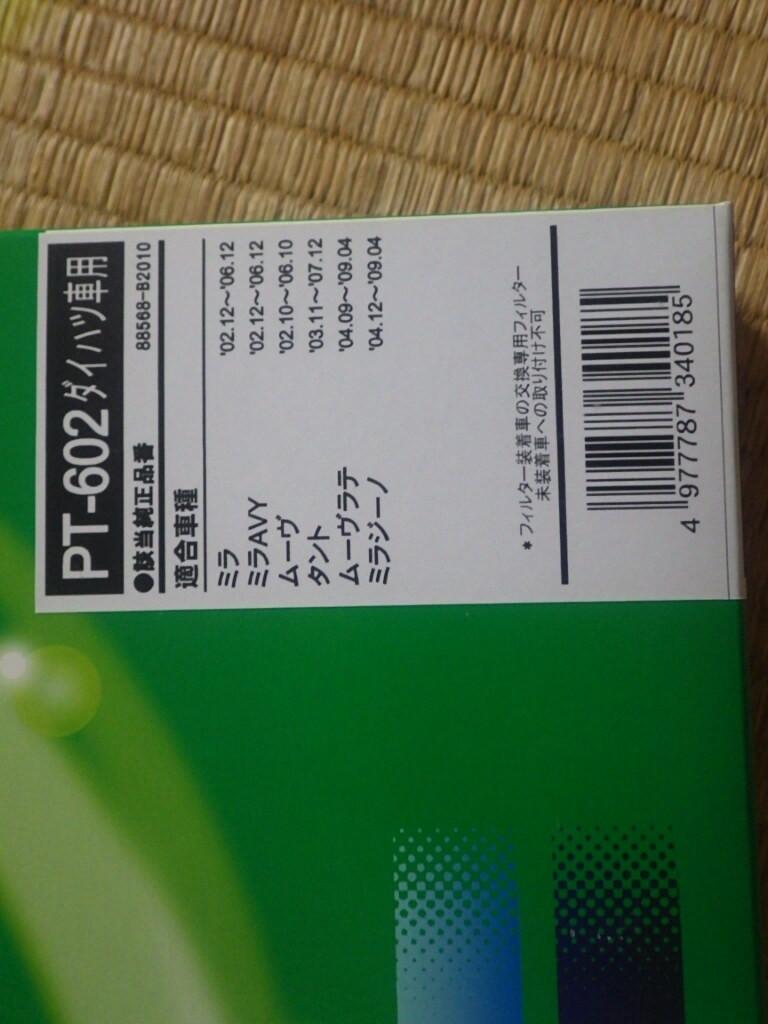 PT-602ダイハツ車用
●該当純正品番 88568-B2010
適合車種
ミラ '02.12〜'06.12
ミラAVY '02.12〜'06.12
ムーヴ '02.10〜'06.10
タント '03.11〜'07.12
ムーヴラテ '04.09〜'09.04
ミラジーノ '04.12〜'09.04
*フィルター装着車の交換専用フィルター
未装着車への取り付け不可
4 977787 340185